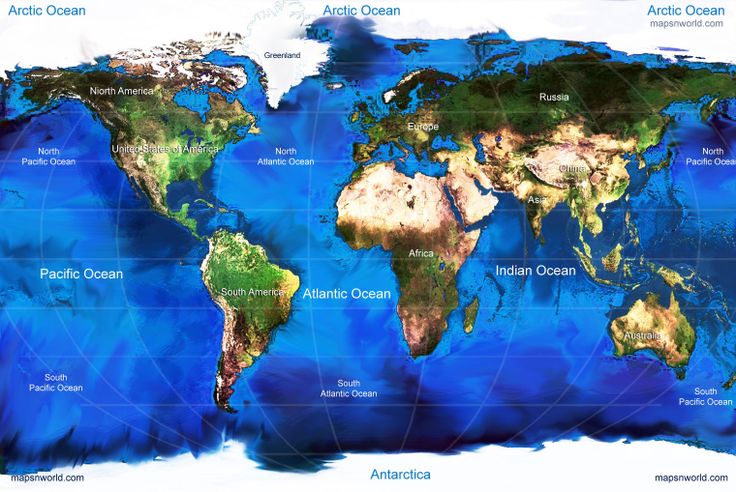 Arctic Ocean
Arctic Ocean
Arctic Ocean
mapsnworld.com
Greenland
Niorth America
Russia
Europe
United States of America
North
Pacific Ocean
North
Atlantic Ocean
North
Pacific Ocean
China
Asia
Africa
Pacific Ocean
Indian Ocean
South America
Atlantic Ocean
Australia
South
Pacific Ocean
South
Atlantic Ocean
South
Pacific Ocean
Antarctica
mapsnworld.com
mapsnworld.com